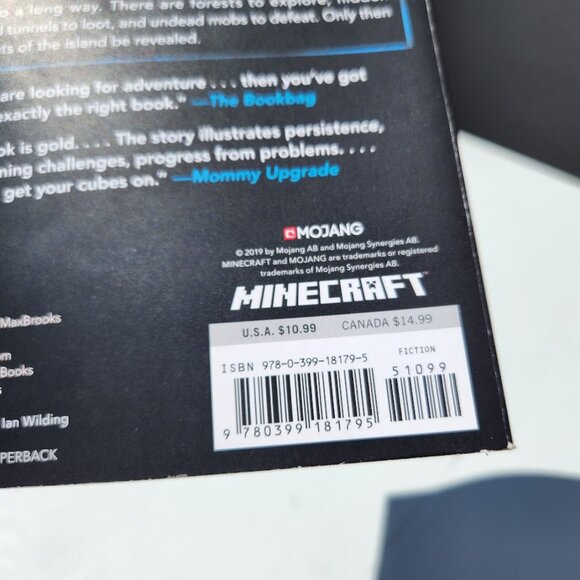 a long way. There are forests to explore, hidden
d tunnels to loot, and undead mobs to defeat. Only then
ts of the island be revealed.
are looking for adventure . . . then you've got
exactly the right book." —The Bookbag
ok is gold. . . . The story illustrates persistence,
ning challenges, progress from problems. . . .
get your cubes on." —Mommy Upgrade
MOJANG
© 2019 by Mojang AB and Mojang Synergies AB.
MINECRAFT and MOJANG are trademarks or registered
trademarks of Mojang Synergies AB.
MINECRAFT
MaxBrooks
om
Books
s
Ian Wilding
PERBACK
U.S.A. $10.99 CANADA $14.99
ISBN 978-0-399-18179-5
FICTION
51099
9 780399 181795